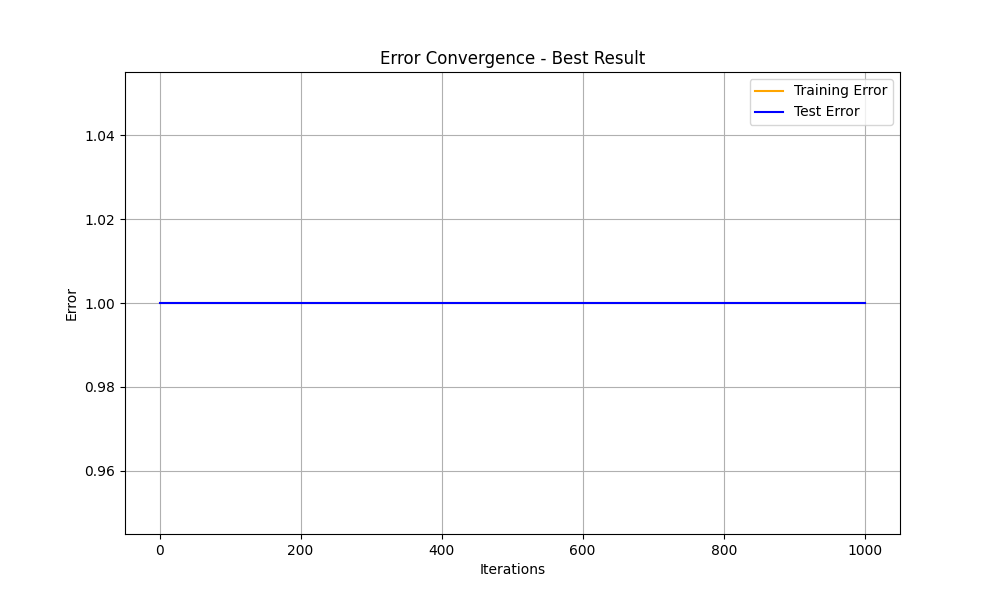 Error Convergence - Best Result
Training Error
Test Error
1.04
1.02
1.00
0.98
0.96
Error
0 200 400 600 800 1000
Iterations